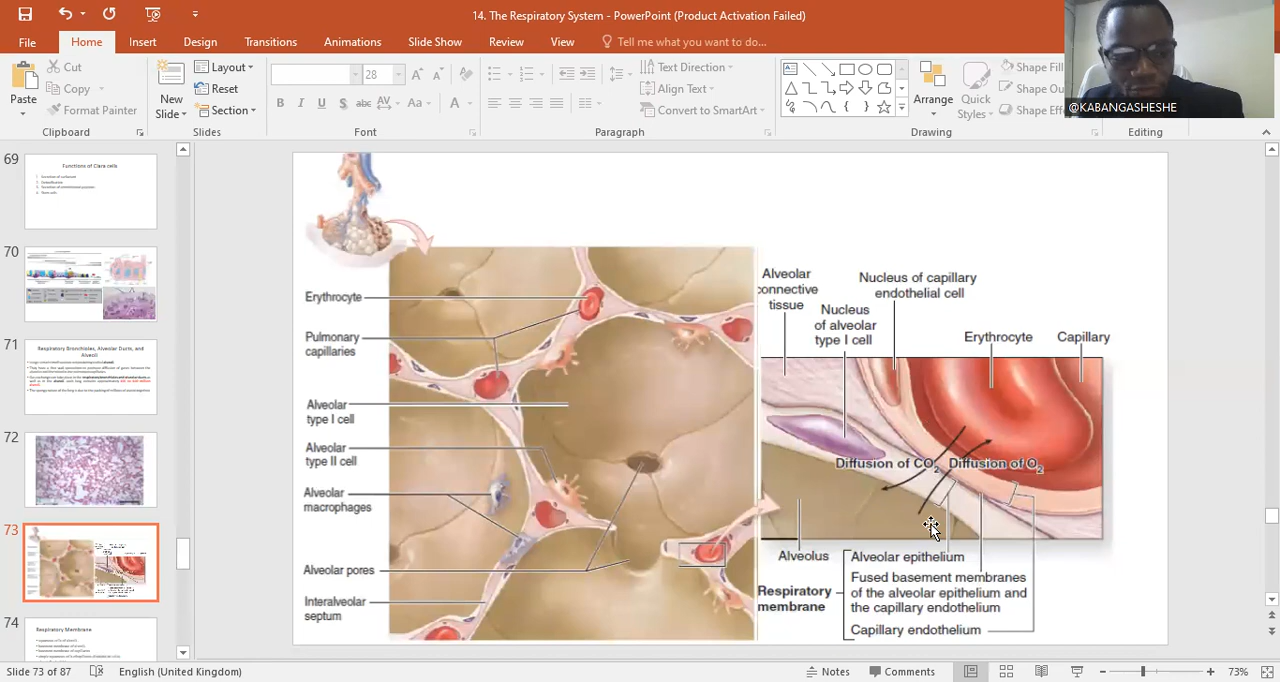 14. The Respiratory System - PowerPoint (Product Activation Failed)
File
Home
Insert
Design
Transitions
Animations
Slide Show
Review
View
Tell me what you want to do...
Paste
Cut
Copy
Format Painter
Clipboard
New
Slide
Layout
Reset
Section
Slides
28
B I U S abc AV Aa A
Font
Text Direction
Align Text
Convert to SmartArt
Paragraph
Arrange
Quick
Styles
Shape Fill
Shape Ou
Shape Effe
Drawing
Editing
@KABANGASHESHE
69
Functions of Clara cells
70
71
Respiratory Bronchioles, Alveolar Ducts, and
Alveoli
72
73
74
Respiratory Membrane
Erythrocyte
Pulmonary
capillaries
Alveolar
type I cell
Alveolar
type II cell
Alveolar
macrophages
Alveolar pores
Interalveolar
septum
Alveolar
connective
tissue
Nucleus of capillary
endothelial cell
Nucleus
of alveolar
type I cell
Erythrocyte
Capillary
Diffusion of CO2
Diffusion of O2
Alveolus
Respiratory
membrane
Alveolar epithelium
Fused basement membranes
of the alveolar epithelium and
the capillary endothelium
Capillary endothelium
Slide 73 of 87
English (United Kingdom)
Notes
Comments
73%